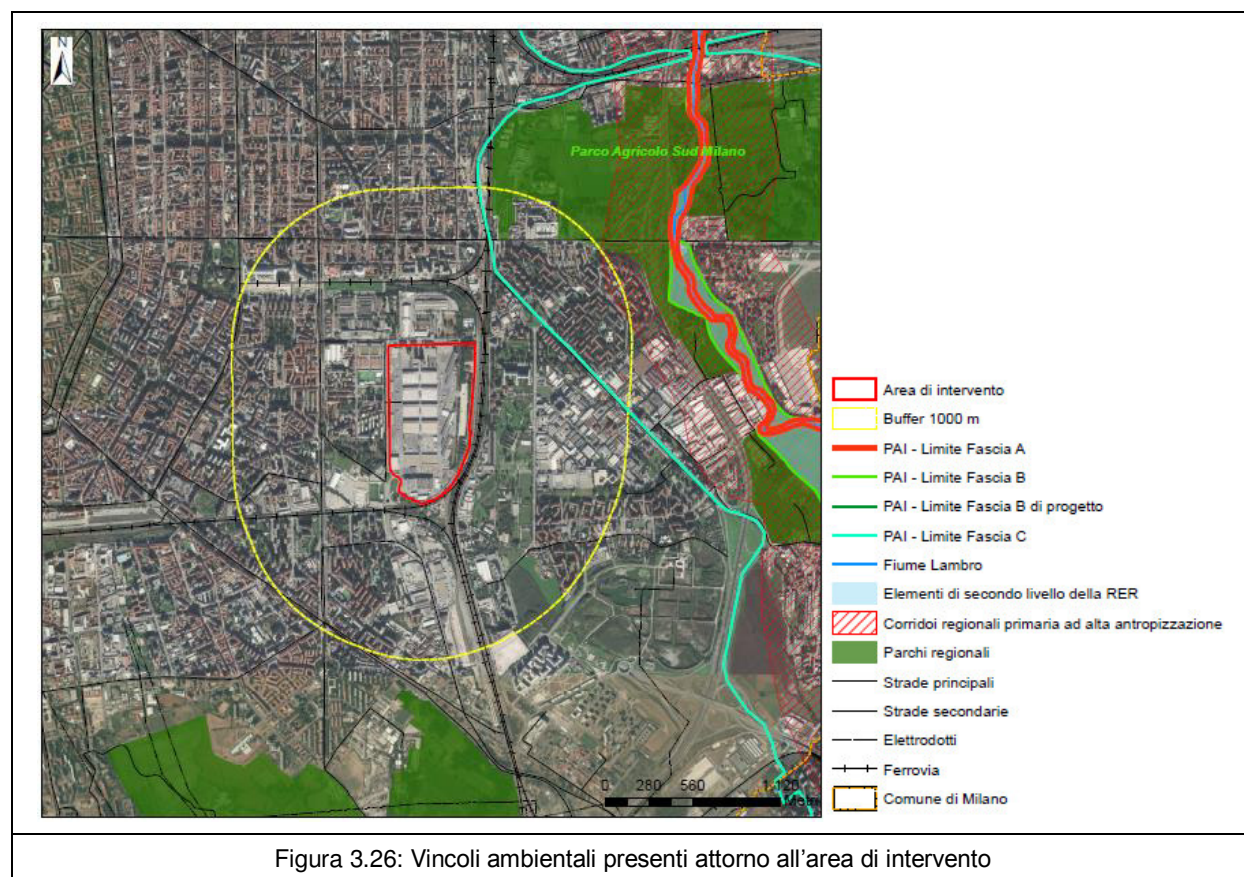 N
Parco Agricolo Sud Milano
Area di intervento
Buffer 1000 m
PAI - Limite Fascia A
PAI - Limite Fascia B
PAI - Limite Fascia B di progetto
PAI - Limite Fascia C
Fiume Lambro
Elementi di secondo livello della RER
Corridoi regionali primaria ad alta antropizzazione
Parchi regionali
Strade principali
Strade secondarie
Elettrodotti
Ferrovia
Comune di Milano
0 280 560 1.120
Figura 3.26: Vincoli ambientali presenti attorno all'area di intervento